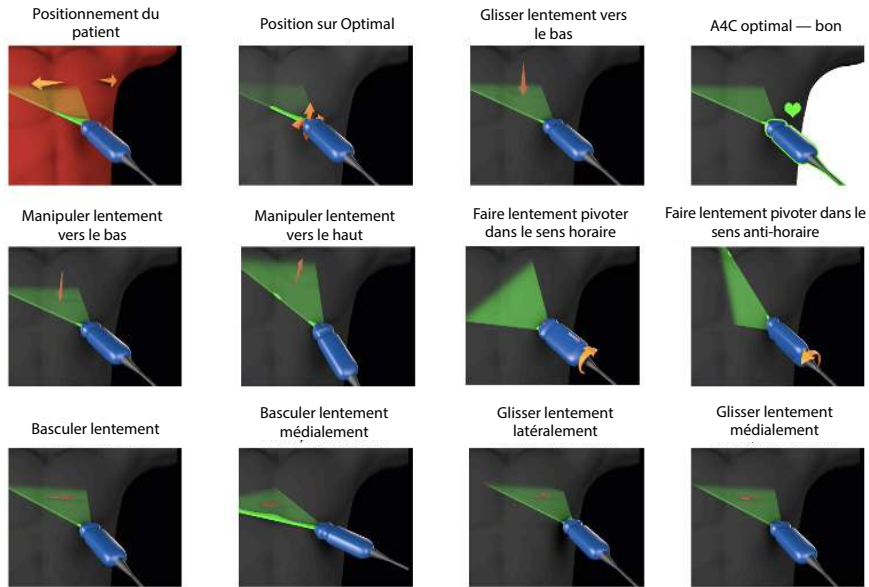 Positionnement du
patient
Position sur Optimal
Glisser lentement vers
le bas
A4C optimal — bon
Manipuler lentement
vers le bas
Manipuler lentement
vers le haut
Faire lentement pivoter
dans le sens horaire
Faire lentement pivoter dans le
sens anti-horaire
Basculer lentement
Basculer lentement
médialement
Glisser lentement
latéralement
Glisser lentement
médialement